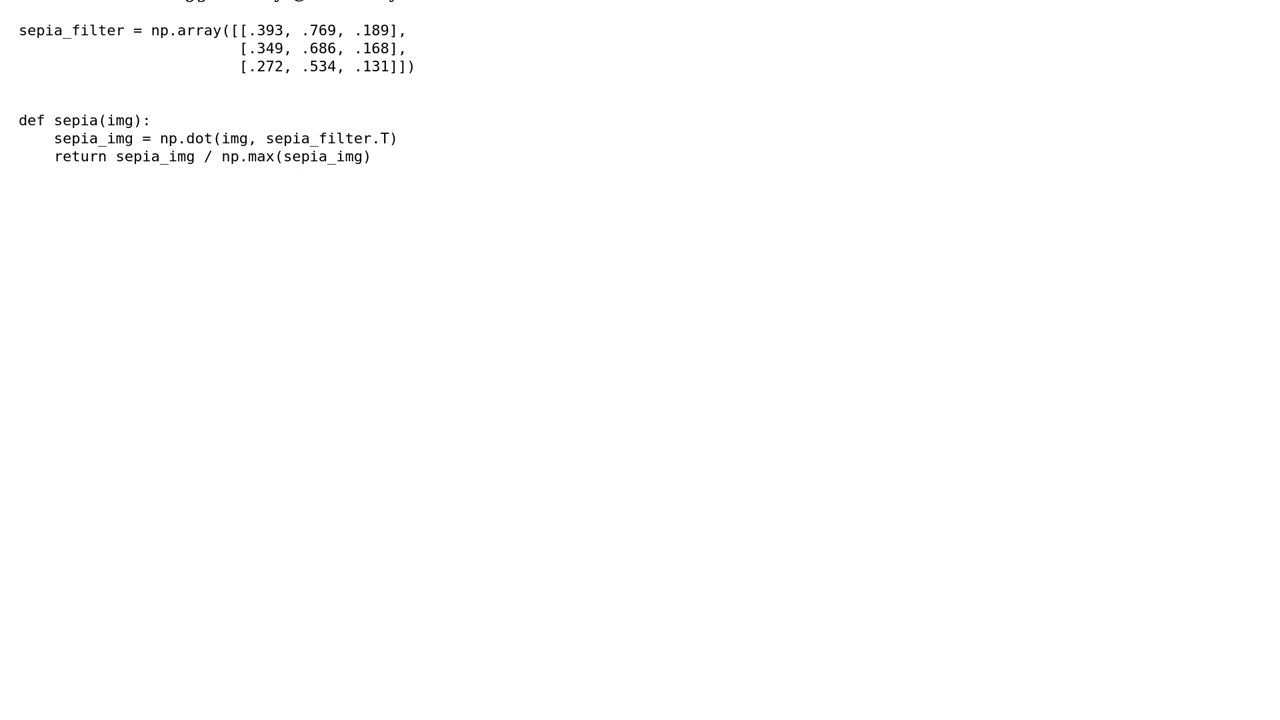 sepia_filter = np.array([[.393, .769, .189],
                         [.349, .686, .168],
                         [.272, .534, .131]])
def sepia(img):
    sepia_img = np.dot(img, sepia_filter.T)
    return sepia_img / np.max(sepia_img)